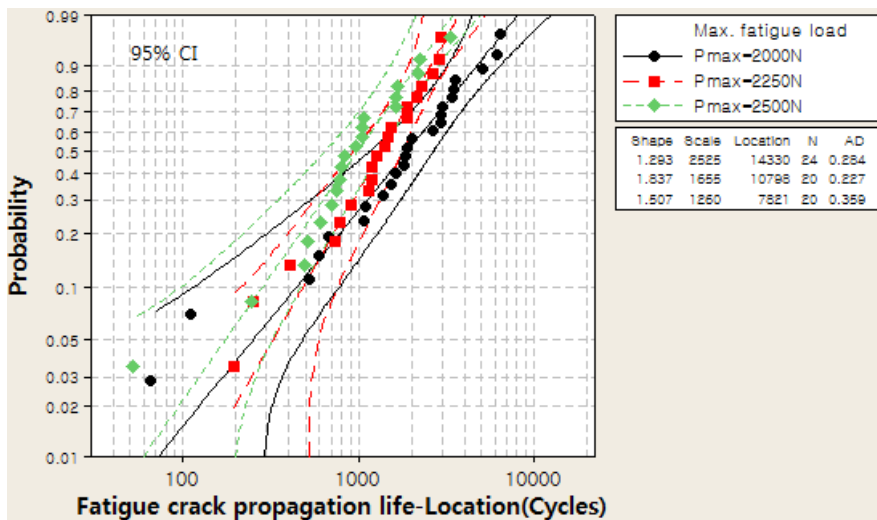 95% CI
0.99
0.9
0.8
0.7
0.6
0.5
0.4
0.3
0.2
0.1
0.05
0.03
0.02
0.01
Probability
100 1000 10000
Fatigue crack propagation life-Location(Cycles)
Max. fatigue load
Pmax-2000N
Pmax-2250N
Pmax-2500N
Shape Scale Location N AD
1.293 2525 14330 24 0.284
1.837 1655 10798 20 0.227
1.507 1260 7821 20 0.359